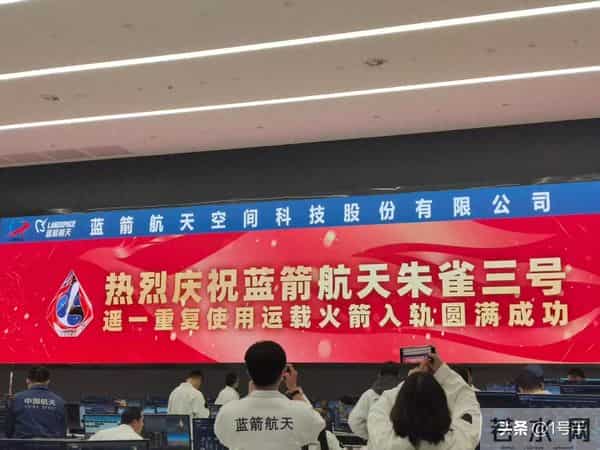 LANDSPACE
蓝箭航天
蓝箭航天空间科技股份有限公司
热烈庆祝蓝箭航天朱雀三号
遥一重复使用运载火箭入轨圆满成功
中国航天
蓝箭航天
头条 @1号手